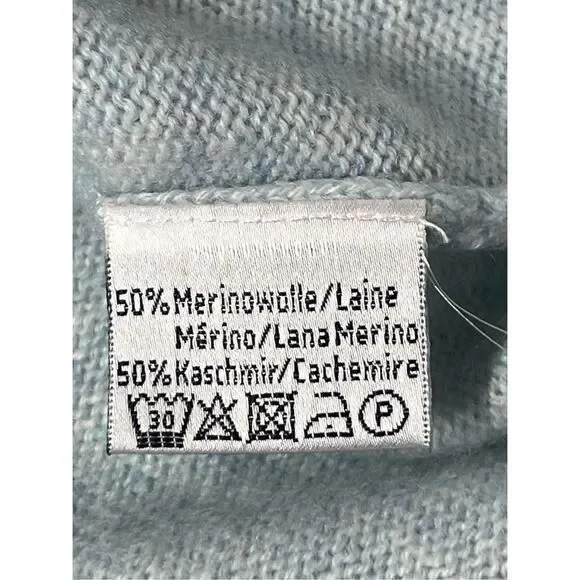 50% Merinowolle/Laine
Mérino/Lana Merino
50% Kaschmir/Cachemire
30 P